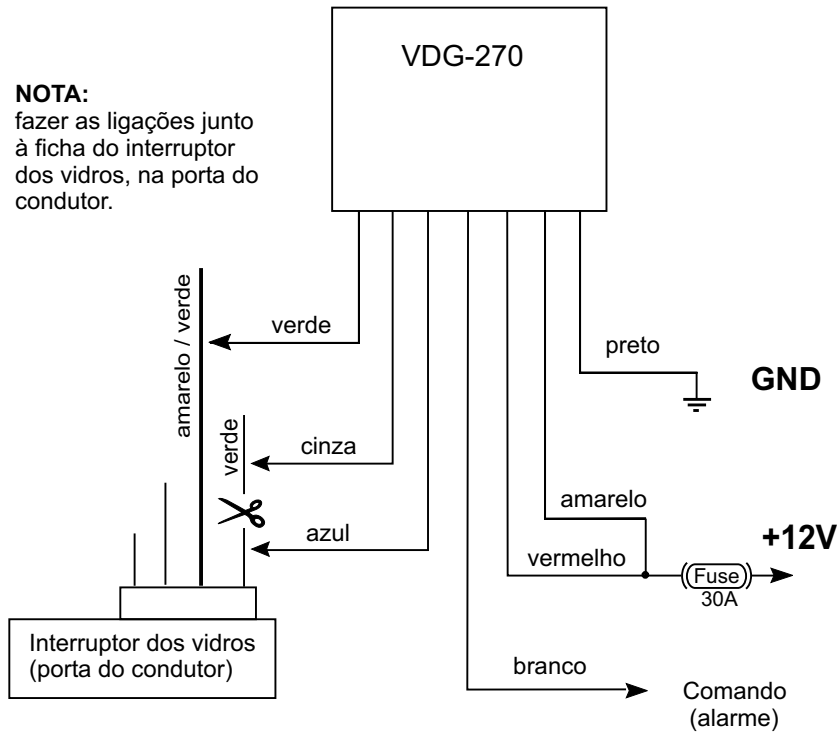 VDG-270
NOTA:
fazer as ligações junto
à ficha do interruptor
dos vidros, na porta do
condutor.
amarelo / verde
verde
preto
GND
verde
cinza
amarelo
+12V
azul
vermelho
Fuse
30A
Interruptor dos vidros
(porta do condutor)
branco
Comando
(alarme)